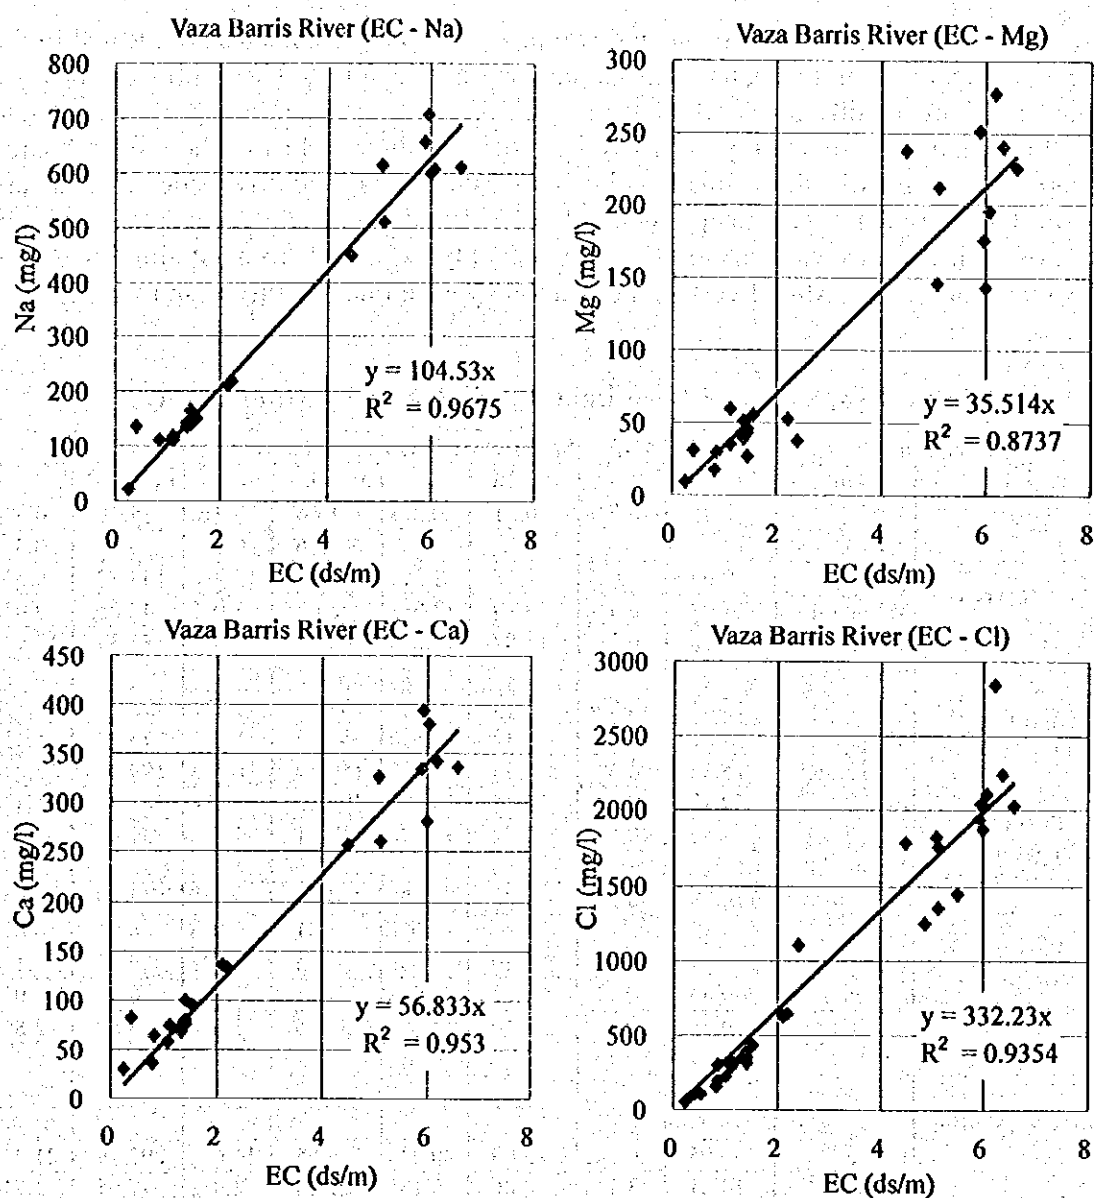 Vaza Barris River (EC - Na)
800
700
600
500
400
300
200
100
0
Na (mg/l)
y = 104.53x
R² = 0.9675
0 2 4 6 8
EC (ds/m)
Vaza Barris River (EC - Mg)
300
250
200
150
100
50
0
Mg (mg/l)
y = 35.514x
R² = 0.8737
0 2 4 6 8
EC (ds/m)
Vaza Barris River (EC - Ca)
450
400
350
300
250
200
150
100
50
0
Ca (mg/l)
y = 56.833x
R² = 0.953
0 2 4 6 8
EC (ds/m)
Vaza Barris River (EC - Cl)
3000
2500
2000
1500
1000
500
0
Cl (mg/l)
y = 332.23x
R² = 0.9354
0 2 4 6 8
EC (ds/m)